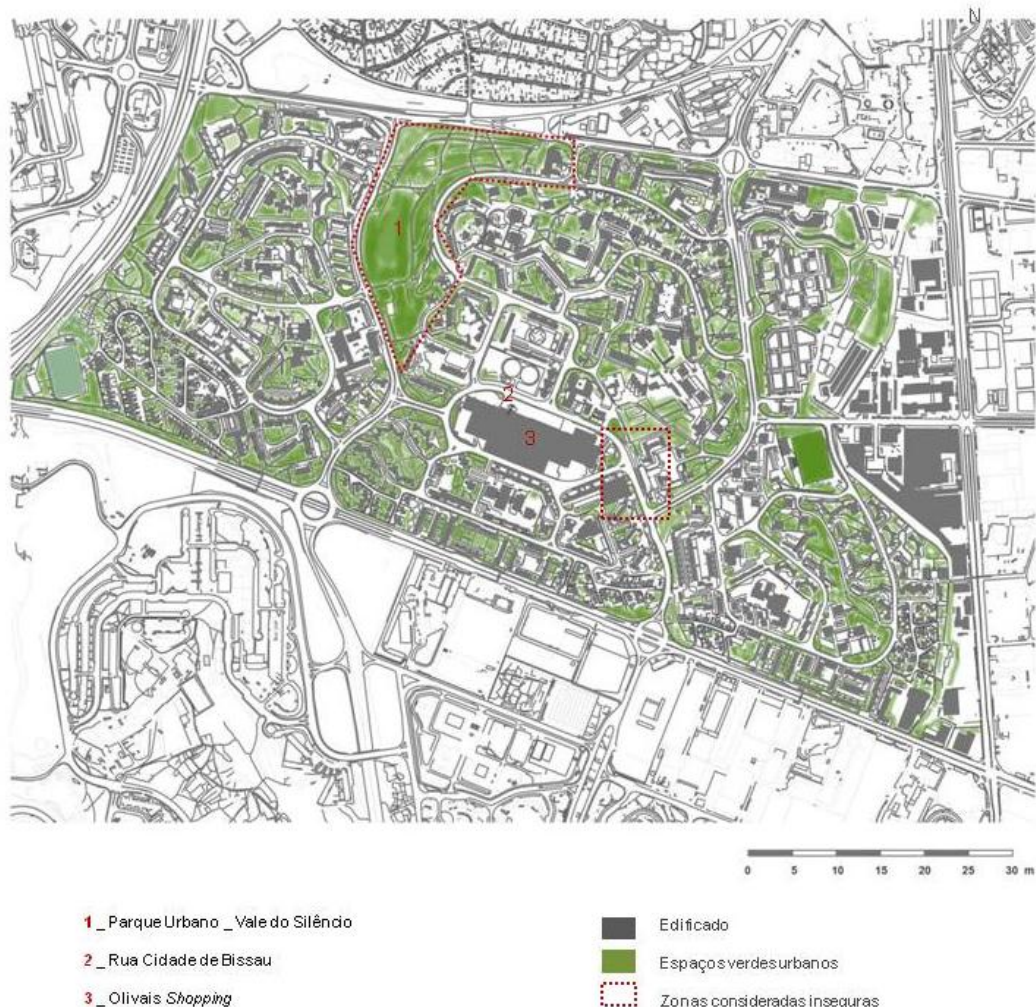 N
1
2
3
0 5 10 15 20 25 30 m
1 _ Parque Urbano _ Vale do Silêncio
2 _ Rua Cidade de Bissau
3 _ Olivais Shopping
Edificado
Espaços verdes urbanos
Zonas consideradas inseguras